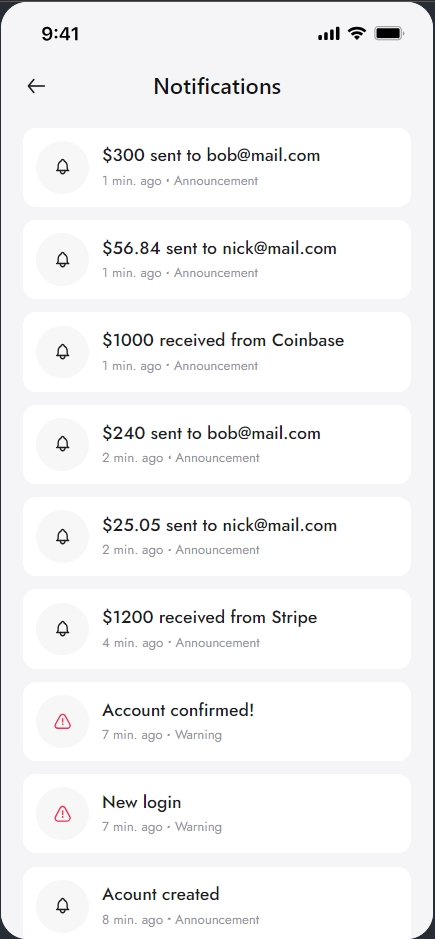 9:41
Notifications
$300 sent to bob@mail.com
1 min. ago • Announcement
$56.84 sent to nick@mail.com
1 min. ago • Announcement
$1000 received from Coinbase
1 min. ago • Announcement
$240 sent to bob@mail.com
2 min. ago • Announcement
$25.05 sent to nick@mail.com
2 min. ago • Announcement
$1200 received from Stripe
4 min. ago • Announcement
Account confirmed!
7 min. ago • Warning
New login
7 min. ago • Warning
Acount created
8 min. ago • Announcement